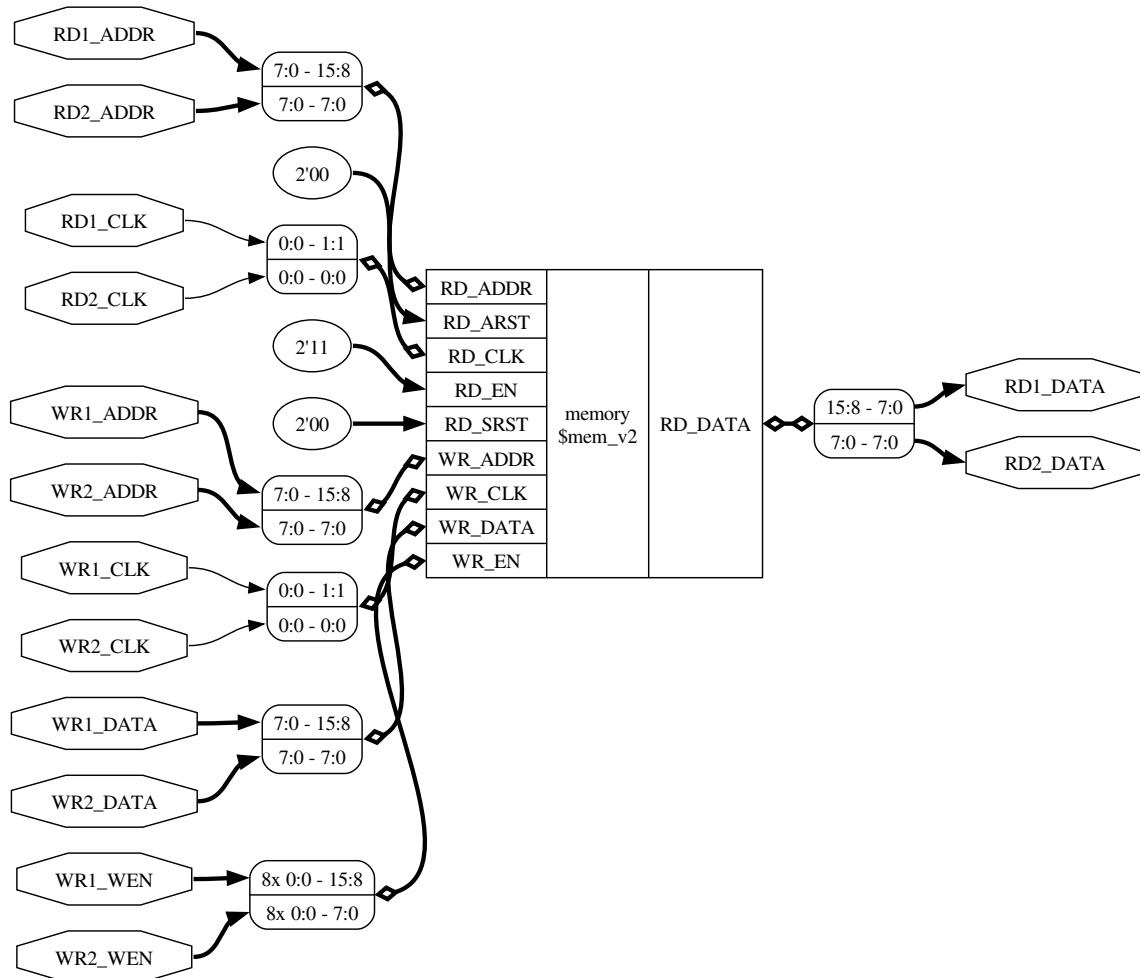 RD1_ADDR
RD2_ADDR
7:0 - 15:8
7:0 - 7:0
2'00
RD1_CLK
RD2_CLK
0:0 - 1:1
0:0 - 0:0
2'11
2'00
WR1_ADDR
WR2_ADDR
7:0 - 15:8
7:0 - 7:0
WR1_CLK
WR2_CLK
0:0 - 1:1
0:0 - 0:0
WR1_DATA
WR2_DATA
7:0 - 15:8
7:0 - 7:0
WR1_WEN
WR2_WEN
8x 0:0 - 15:8
8x 0:0 - 7:0
RD_ADDR
RD_ARST
RD_CLK
RD_EN
RD_SRST
WR_ADDR
WR_CLK
WR_DATA
WR_EN
memory
$mem_v2
RD_DATA
15:8 - 7:0
7:0 - 7:0
RD1_DATA
RD2_DATA